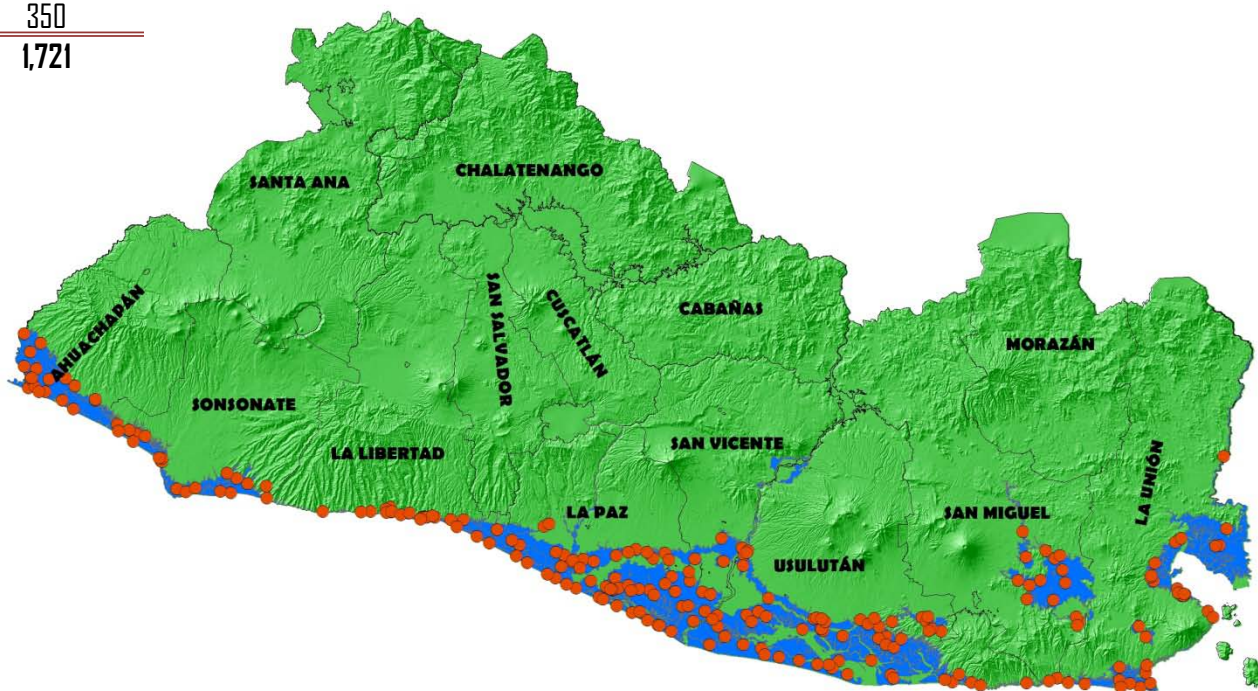 350
1,721
CHALATENANGO
SANTA ANA
AHUACHAPÁN
SAN SALVADOR
CUSCATLÁN
CABAÑAS
MORAZÁN
SONSONATE
LA LIBERTAD
SAN VICENTE
LA UNIÓN
LA PAZ
SAN MIGUEL
USULUTÁN